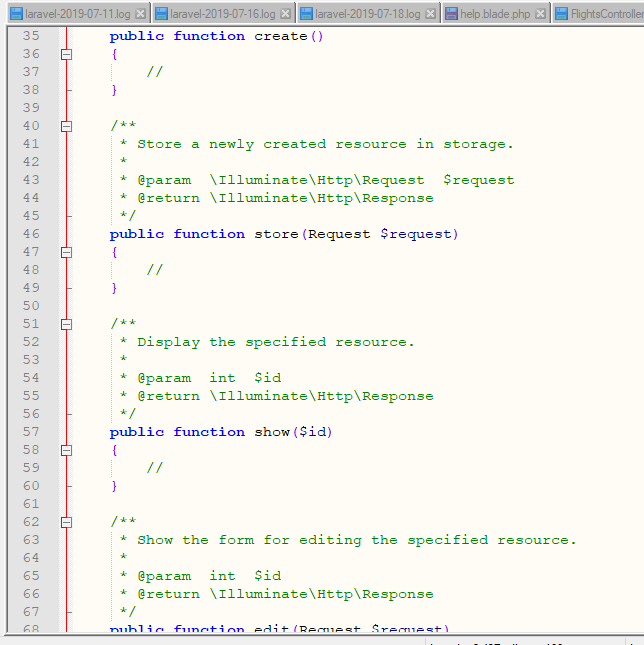 laravel-2019-07-11.log laravel-2019-07-16.log laravel-2019-07-18.log help.blade.php FlightsController
35 public function create()
36 {
37 //
38 }
39
40 /**
41 * Store a newly created resource in storage.
42 *
43 * @param  \Illuminate\Http\Request  $request
44 * @return \Illuminate\Http\Response
45 */
46 public function store(Request $request)
47 {
48 //
49 }
50
51 /**
52 * Display the specified resource.
53 *
54 * @param  int  $id
55 * @return \Illuminate\Http\Response
56 */
57 public function show($id)
58 {
59 //
60 }
61
62 /**
63 * Show the form for editing the specified resource.
64 *
65 * @param  int  $id
66 * @return \Illuminate\Http\Response
67 */
68 public function edit(Request $request)